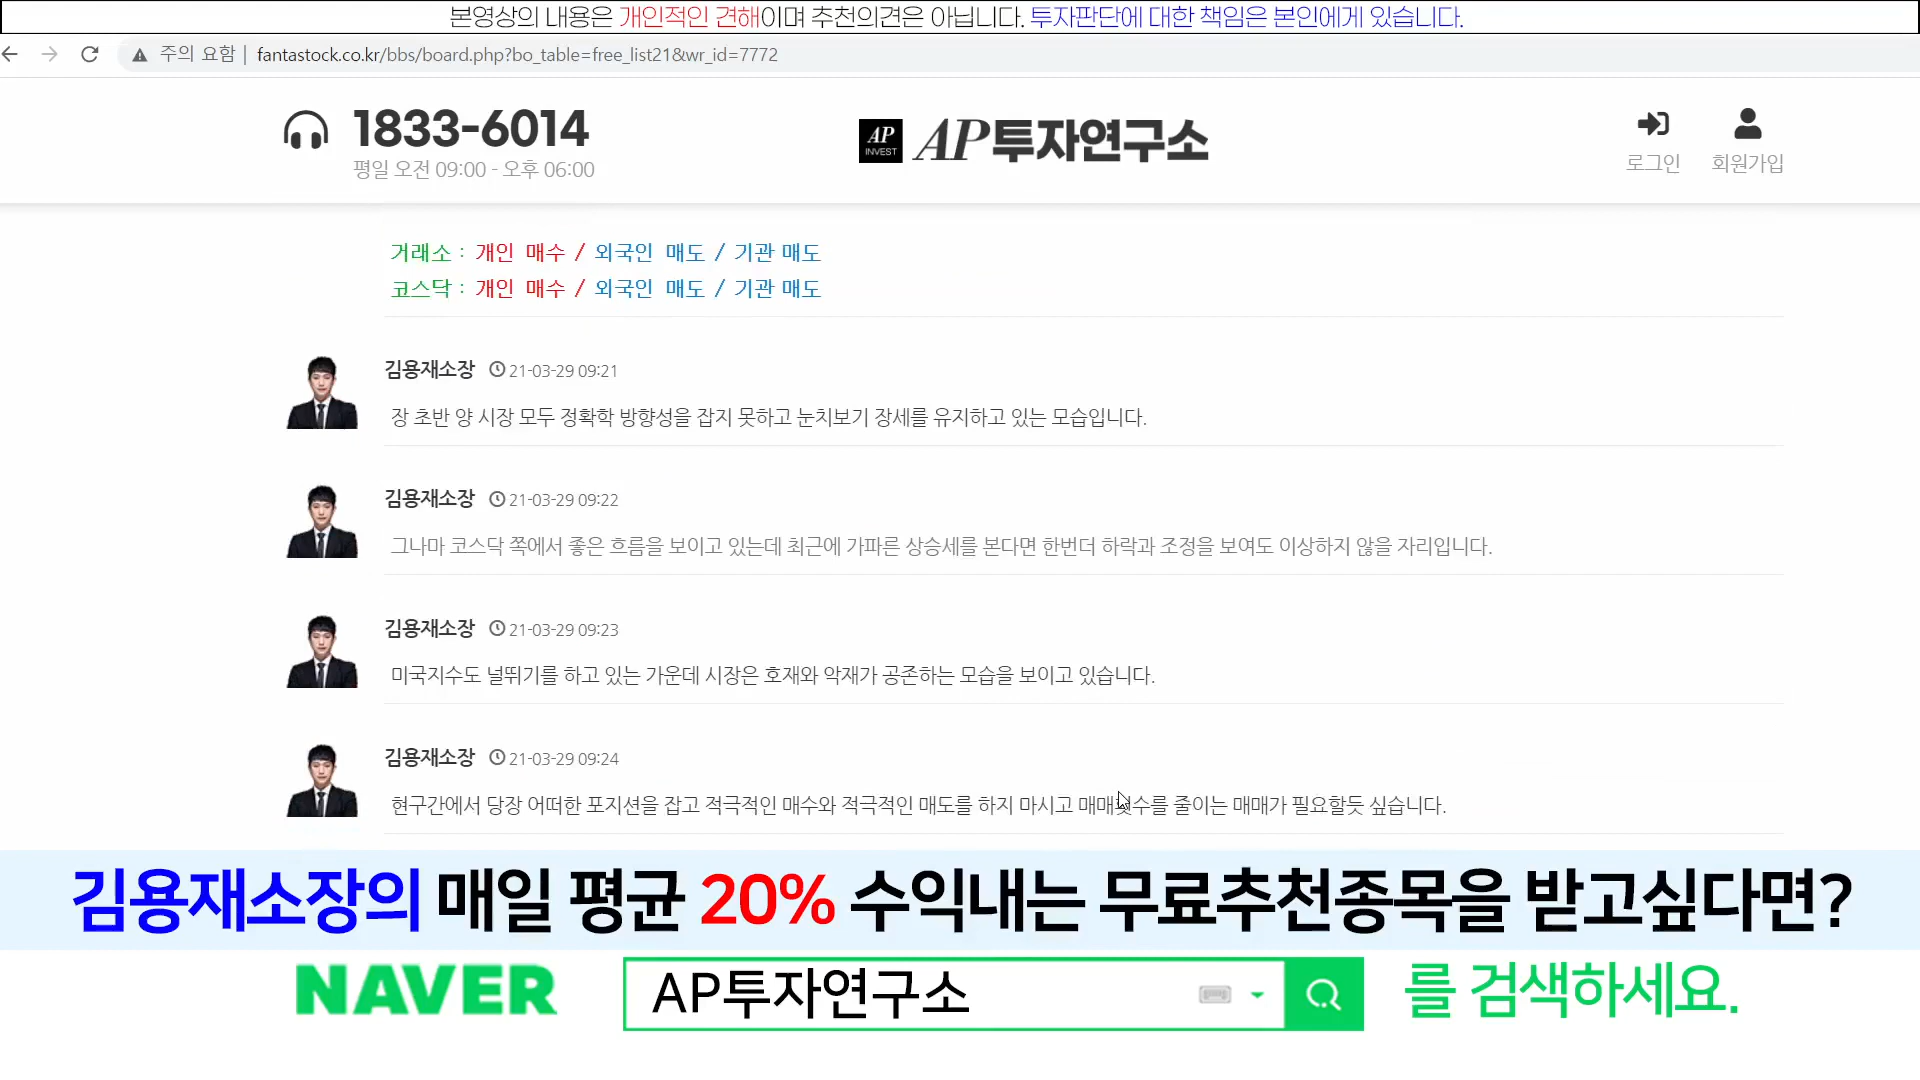 본영상의 내용은 개인적인 견해이며 추천의견은 아닙니다. 투자판단에 대한 책임은 본인에게 있습니다.
주의 요함 | fantastock.co.kr/bbs/board.php?bo_table=free_list21&wr_id=7772
1833-6014
평일 오전 09:00 - 오후 06:00
AP INVEST
AP투자연구소
로그인
회원가입
거래소 : 개인 매수 / 외국인 매도 / 기관 매도
코스닥 : 개인 매수 / 외국인 매도 / 기관 매도
김용재소장 21-03-29 09:21
장 초반 양 시장 모두 정확학 방향성을 잡지 못하고 눈치보기 장세를 유지하고 있는 모습입니다.
김용재소장 21-03-29 09:22
그나마 코스닥 쪽에서 좋은 흐름을 보이고 있는데 최근에 가파른 상승세를 본다면 한번더 하락과 조정을 보여도 이상하지 않을 자리입니다.
김용재소장 21-03-29 09:23
미국지수도 널뛰기를 하고 있는 가운데 시장은 호재와 악재가 공존하는 모습을 보이고 있습니다.
김용재소장 21-03-29 09:24
현구간에서 당장 어떠한 포지션을 잡고 적극적인 매수와 적극적인 매도를 하지 마시고 매매횟수를 줄이는 매매가 필요할듯 싶습니다.
김용재소장의 매일 평균 20% 수익내는 무료추천종목을 받고싶다면?
NAVER AP투자연구소 를 검색하세요.